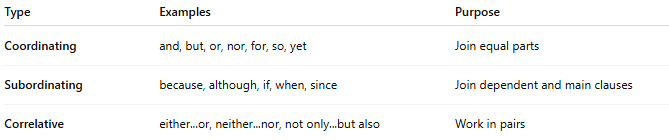 Type Examples Purpose
Coordinating and, but, or, nor, for, so, yet Join equal parts
Subordinating because, although, if, when, since Join dependent and main clauses
Correlative either...or, neither...nor, not only...but also Work in pairs